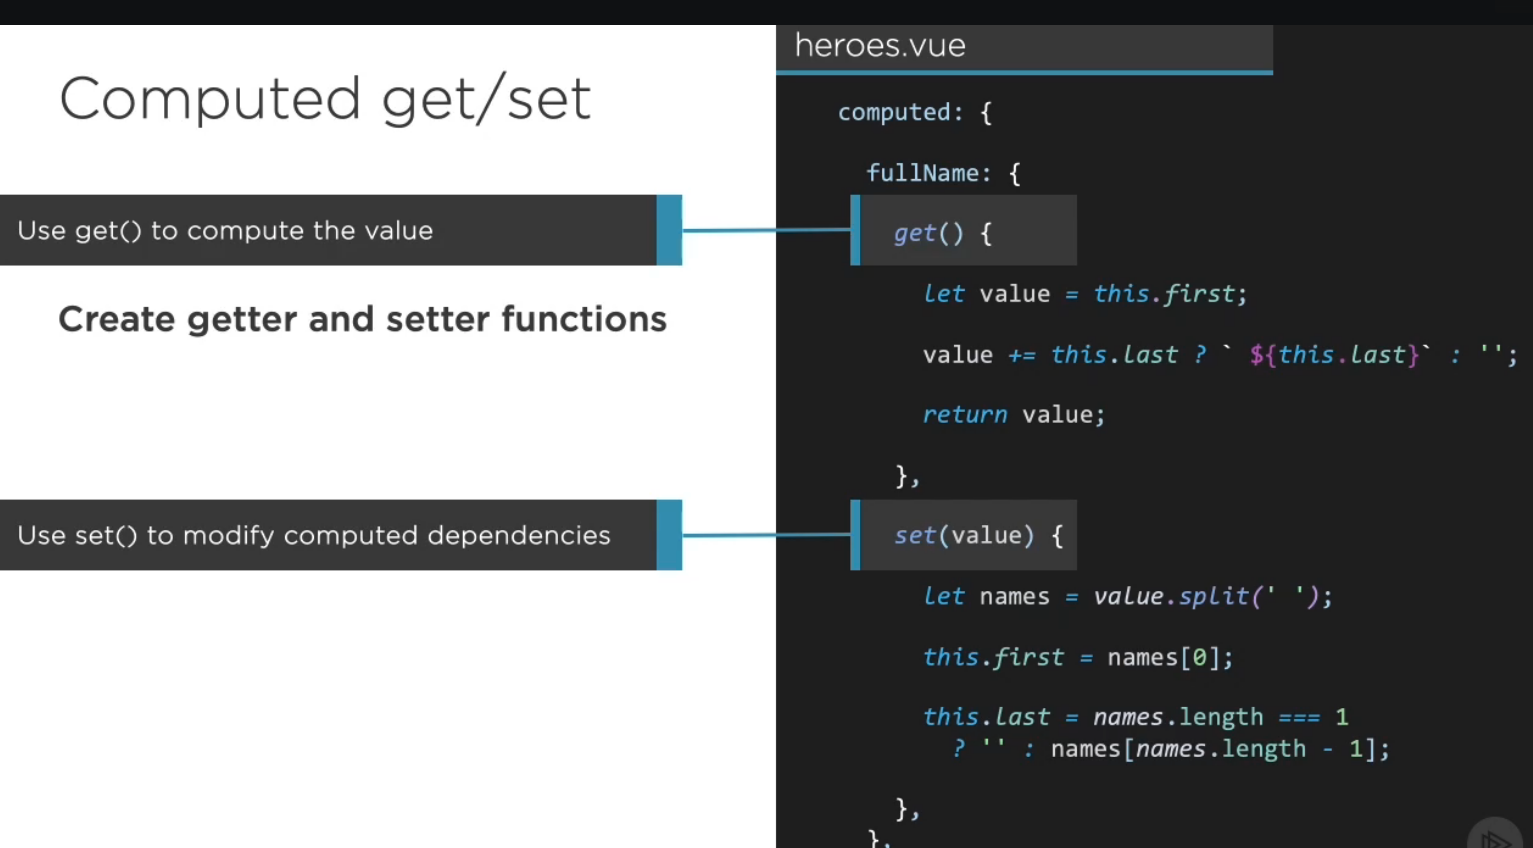 Computed get/set
Use get() to compute the value
Create getter and setter functions
Use set() to modify computed dependencies
heroes.vue
computed: {
fullName: {
get() {
let value = this.first;
value += this.last ? ` ${this.last}` : '';
return value;
},
set(value) {
let names = value.split(' ');
this.first = names[0];
this.last = names.length === 1
? '' : names[names.length - 1];
},
},